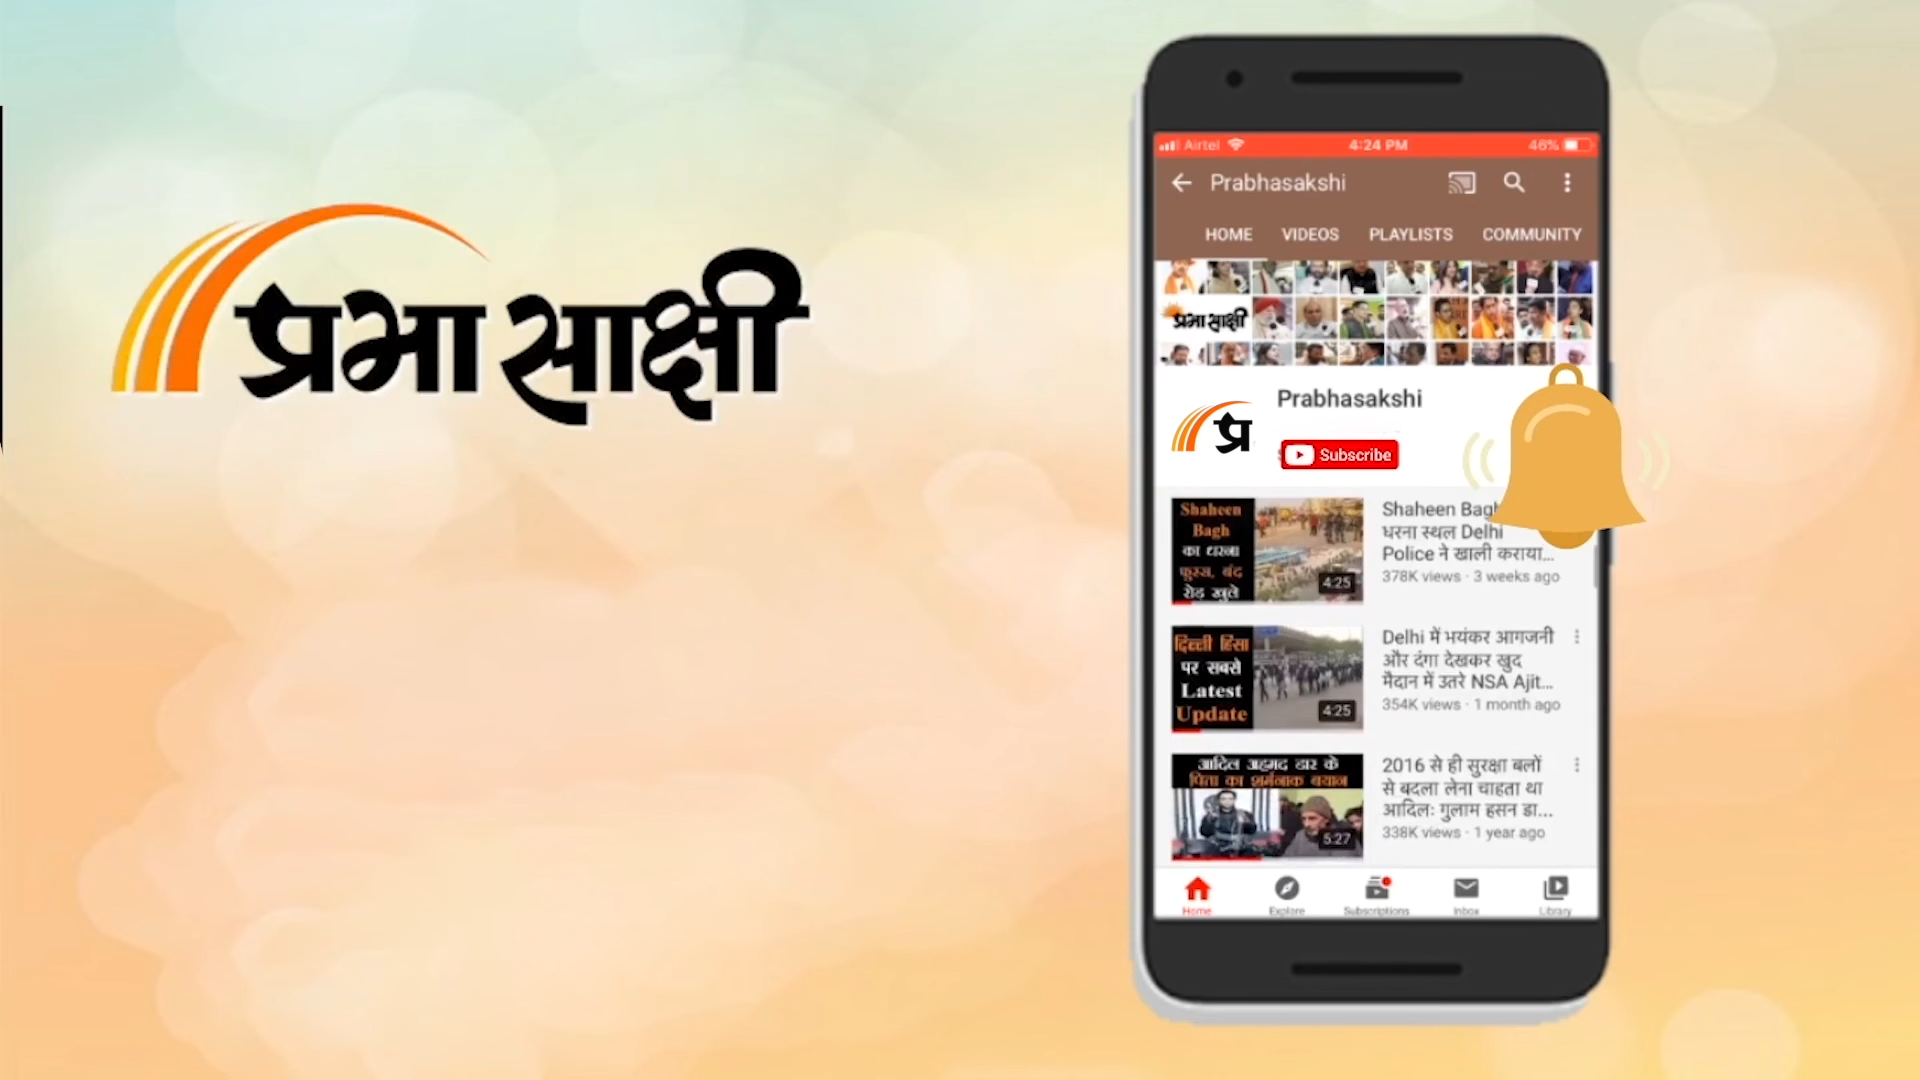 प्रभासाक्षी
Airtel
4:24 PM
46%
Prabhasakshi
HOME VIDEOS PLAYLISTS COMMUNITY
प्रभासाक्षी
Prabhasakshi
प्र
Subscribe
Shaheen
Bagh
का धरना
फुस्स, बंद
रोड खुले
4:25
Shaheen Bagh
धरना स्थल Delhi
Police ने खाली कराया...
378K views · 3 weeks ago
दिल्ली हिंसा
पर सबसे
Latest
Update
4:25
Delhi में भयंकर आगजनी
और दंगा देखकर खुद
मैदान में उतरे NSA Ajit...
354K views · 1 month ago
आदिल अहमद डार के
पिता का शर्मनाक बयान
5:27
2016 से ही सुरक्षा बलों
से बदला लेना चाहता था
आदिलः गुलाम हसन डा...
338K views · 1 year ago
Home Explore Subscriptions Inbox Library